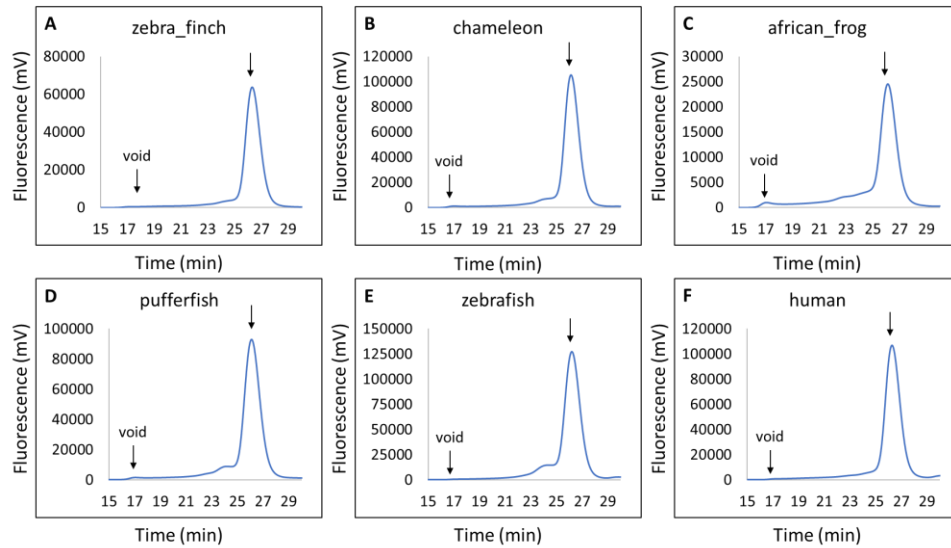 A
zebra_finch
Fluorescence (mV)
80000
60000
40000
20000
0
void
15 17 19 21 23 25 27 29
Time (min)
B
chameleon
Fluorescence (mV)
120000
100000
80000
60000
40000
20000
0
void
15 17 19 21 23 25 27 29
Time (min)
C
african_frog
Fluorescence (mV)
30000
25000
20000
15000
10000
5000
0
void
15 17 19 21 23 25 27 29
Time (min)
D
pufferfish
Fluorescence (mV)
100000
80000
60000
40000
20000
0
void
15 17 19 21 23 25 27 29
Time (min)
E
zebrafish
Fluorescence (mV)
150000
125000
100000
75000
50000
25000
0
void
15 17 19 21 23 25 27 29
Time (min)
F
human
Fluorescence (mV)
120000
100000
80000
60000
40000
20000
0
void
15 17 19 21 23 25 27 29
Time (min)